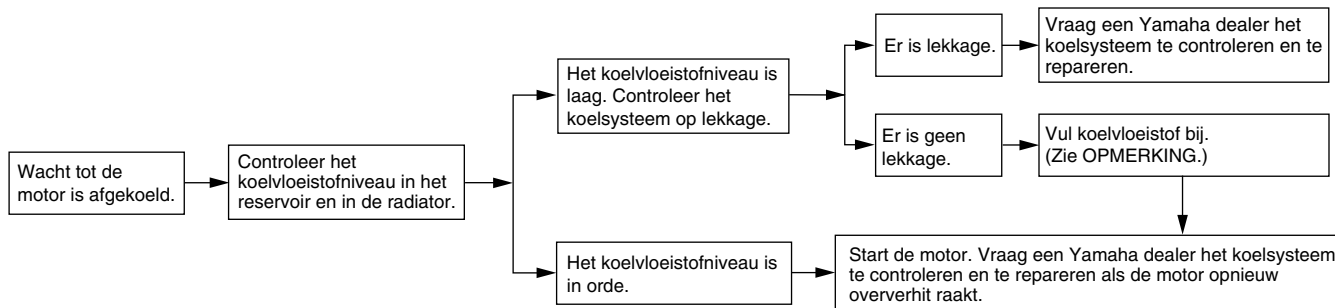 Wacht tot de
motor is afgekoeld.
Controleer het
koelvloeistofniveau in het
reservoir en in de radiator.
Het koelvloeistofniveau is
laag. Controleer het
koelsysteem op lekkage.
Er is lekkage.
Vraag een Yamaha dealer het
koelsysteem te controleren en te
repareren.
Er is geen
lekkage.
Vul koelvloeistof bij.
(Zie OPMERKING.)
Het koelvloeistofniveau is
in orde.
Start de motor. Vraag een Yamaha dealer het koelsysteem
te controleren en te repareren als de motor opnieuw
oververhit raakt.